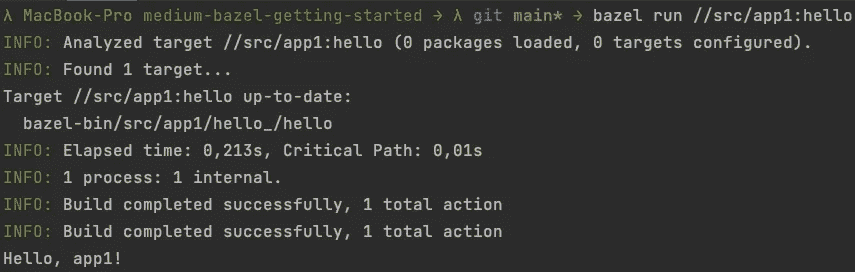 λ MacBook-Pro medium-bazel-getting-started → λ git main* → bazel run //src/app1:hello
INFO: Analyzed target //src/app1:hello (0 packages loaded, 0 targets configured).
INFO: Found 1 target...
Target //src/app1:hello up-to-date:
  bazel-bin/src/app1/hello_/hello
INFO: Elapsed time: 0,213s, Critical Path: 0,01s
INFO: 1 process: 1 internal.
INFO: Build completed successfully, 1 total action
INFO: Build completed successfully, 1 total action
Hello, app1!